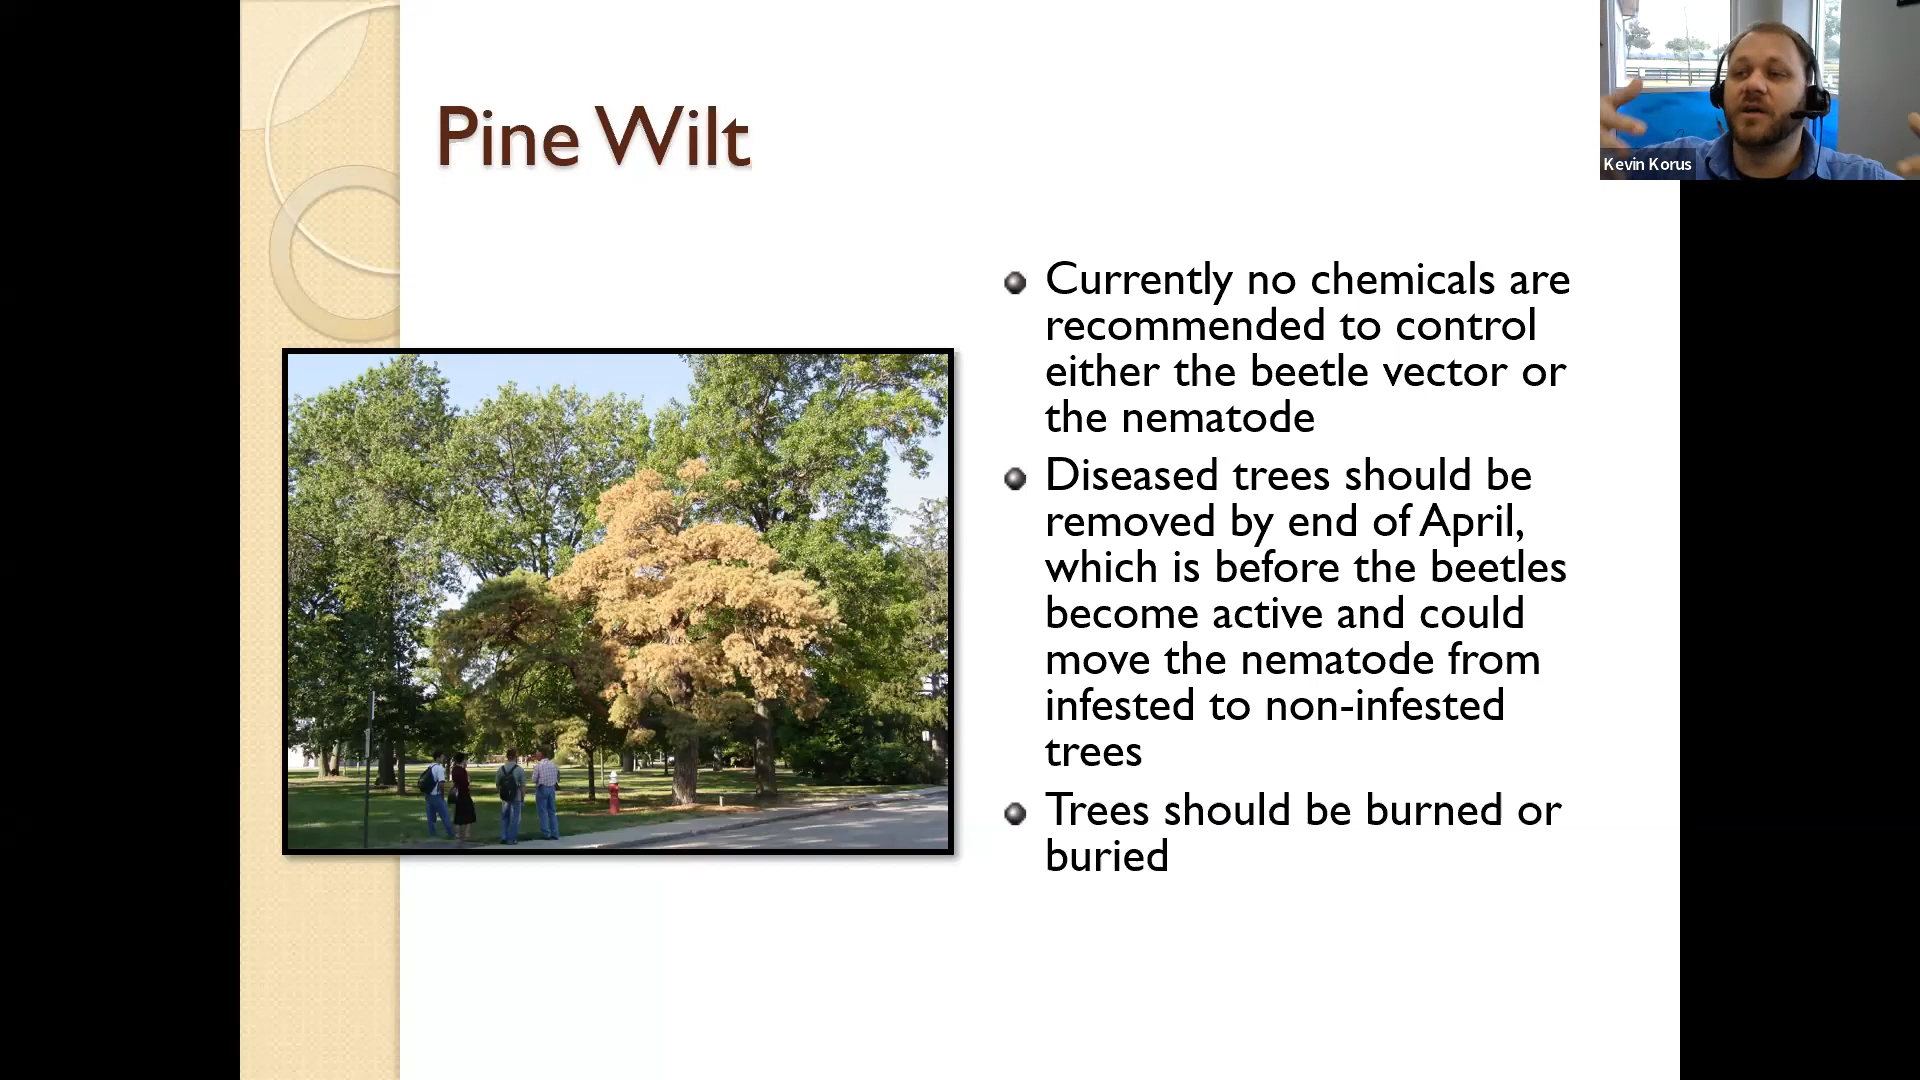 Pine Wilt
Kevin Korus
Currently no chemicals are
recommended to control
either the beetle vector or
the nematode
Diseased trees should be
removed by end of April,
which is before the beetles
become active and could
move the nematode from
infested to non-infested
trees
Trees should be burned or
buried